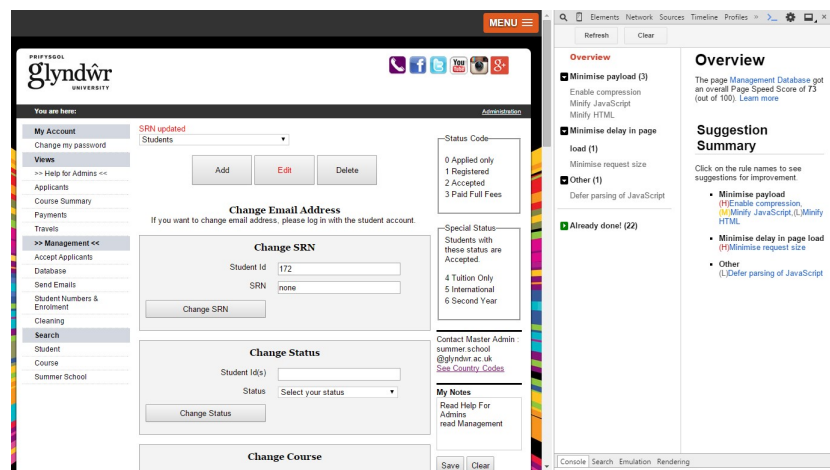 MENU
PRIFYSGOL
glyndŵr
UNIVERSITY
You
You are here:
Administration
My Account
Change my password
Views
>> Help for Admins <<
Applicants
Course Summary
Payments
Travels
>> Management <<
Accept Applicants
Database
Send Emails
Student Numbers &
Enrolment
Cleaning
Search
Student
Course
Summer School
SRN updated
Students
Add
Edit
Delete
Change Email Address
If you want to change email address, please log in with the student account.
Change SRN
Student Id
172
SRN
none
Change SRN
Change Status
Student Id(s)
Status
Select your status
Change Status
Change Course
Status Code
0 Applied only
1 Registered
2 Accepted
3 Paid Full Fees
Special Status
Students with
these status are
Accepted.
4 Tuition Only
5 International
6 Second Year
Contact Master Admin :
summer.school
@glyndwr.ac.uk
See Country Codes
My Notes
Read Help For
Admins
read Management
Save
Clear
Elements Network Sources Timeline Profiles »
Refresh
Clear
Overview
Minimise payload (3)
Enable compression
Minify JavaScript
Minify HTML
Minimise delay in page
load (1)
Minimise request size
Other (1)
Defer parsing of JavaScript
Already done! (22)
Overview
The page Management Database got
an overall Page Speed Score of 73
(out of 100). Learn more
Suggestion
Summary
Click on the rule names to see
suggestions for improvement.
Minimise payload
(H)Enable compression,
(M)Minify JavaScript,(L)Minify
HTML
Minimise delay in page load
(H)Minimise request size
Other
(L)Defer parsing of JavaScript
Console Search Emulation Rendering